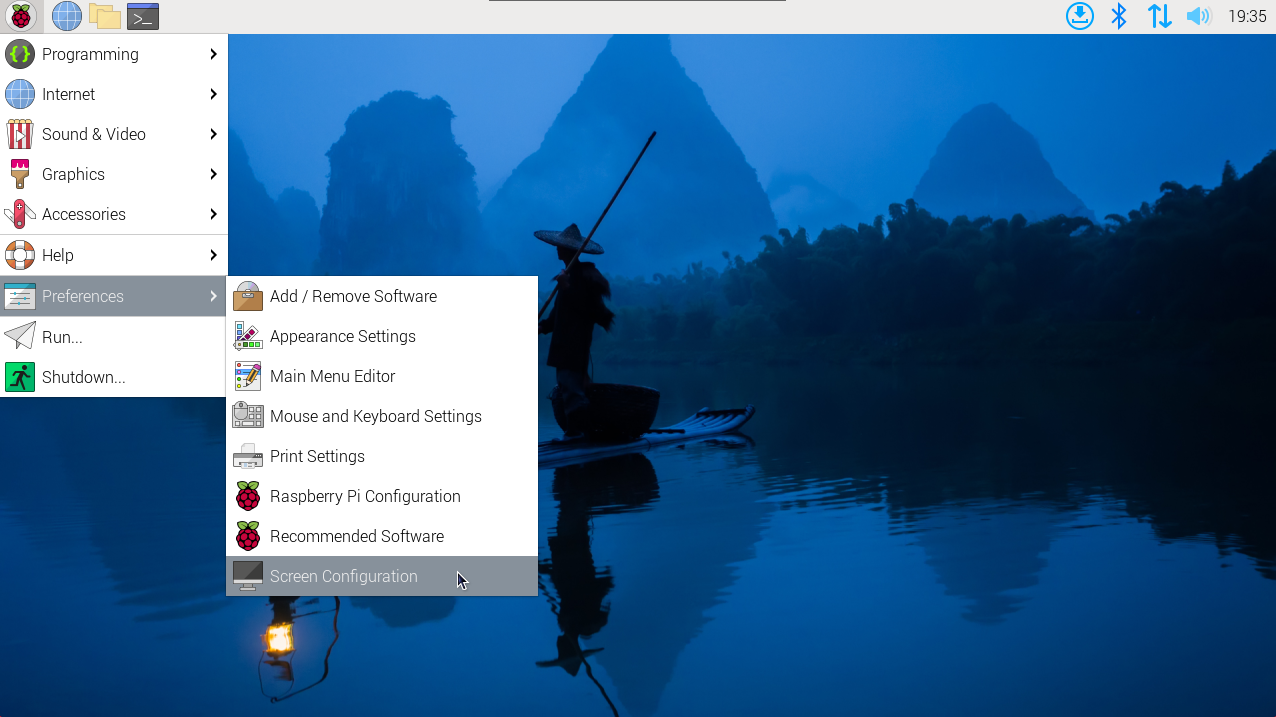 19:35
Programming
Internet
Sound & Video
Graphics
Accessories
Help
Preferences
Run...
Shutdown...
Add / Remove Software
Appearance Settings
Main Menu Editor
Mouse and Keyboard Settings
Print Settings
Raspberry Pi Configuration
Recommended Software
Screen Configuration